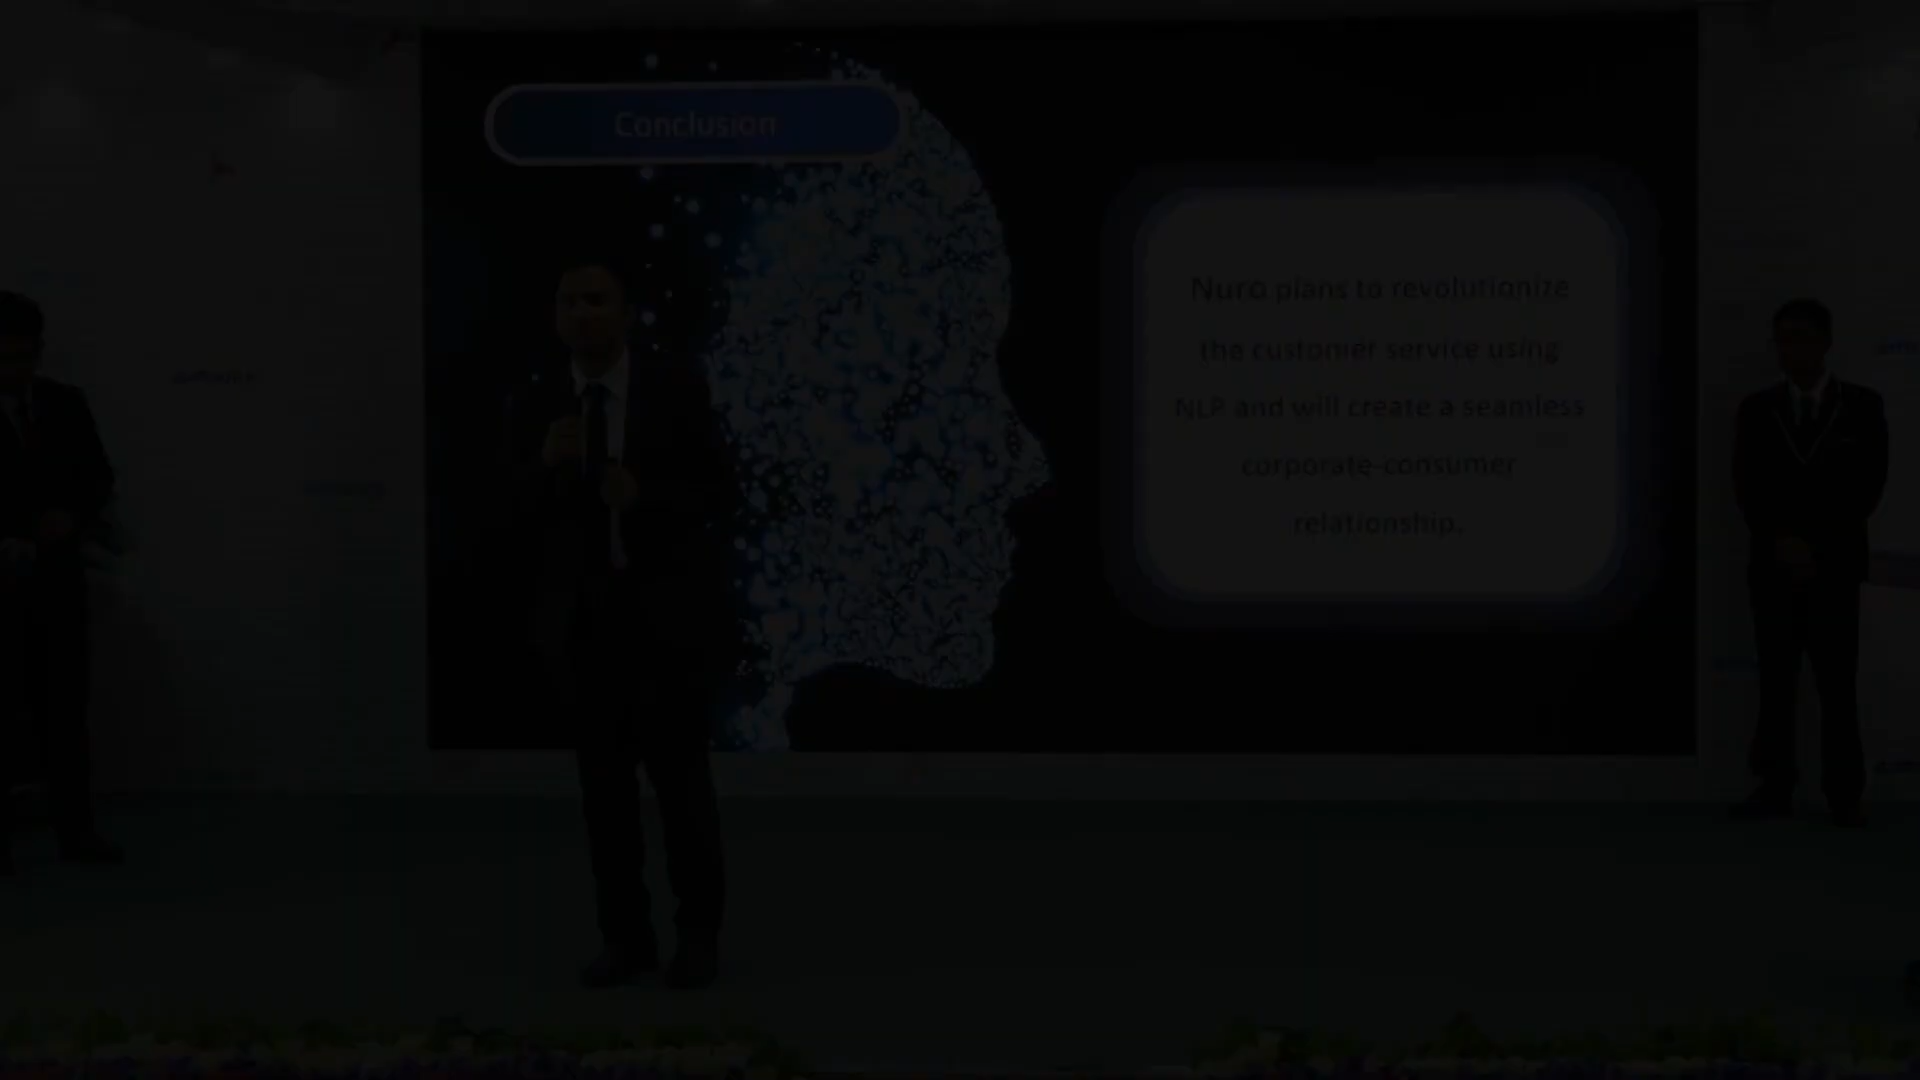 Conclusion
Nuro plans to revolutionize
the customer service using
NLP and will create a seamless
corporate-consumer
relationship.